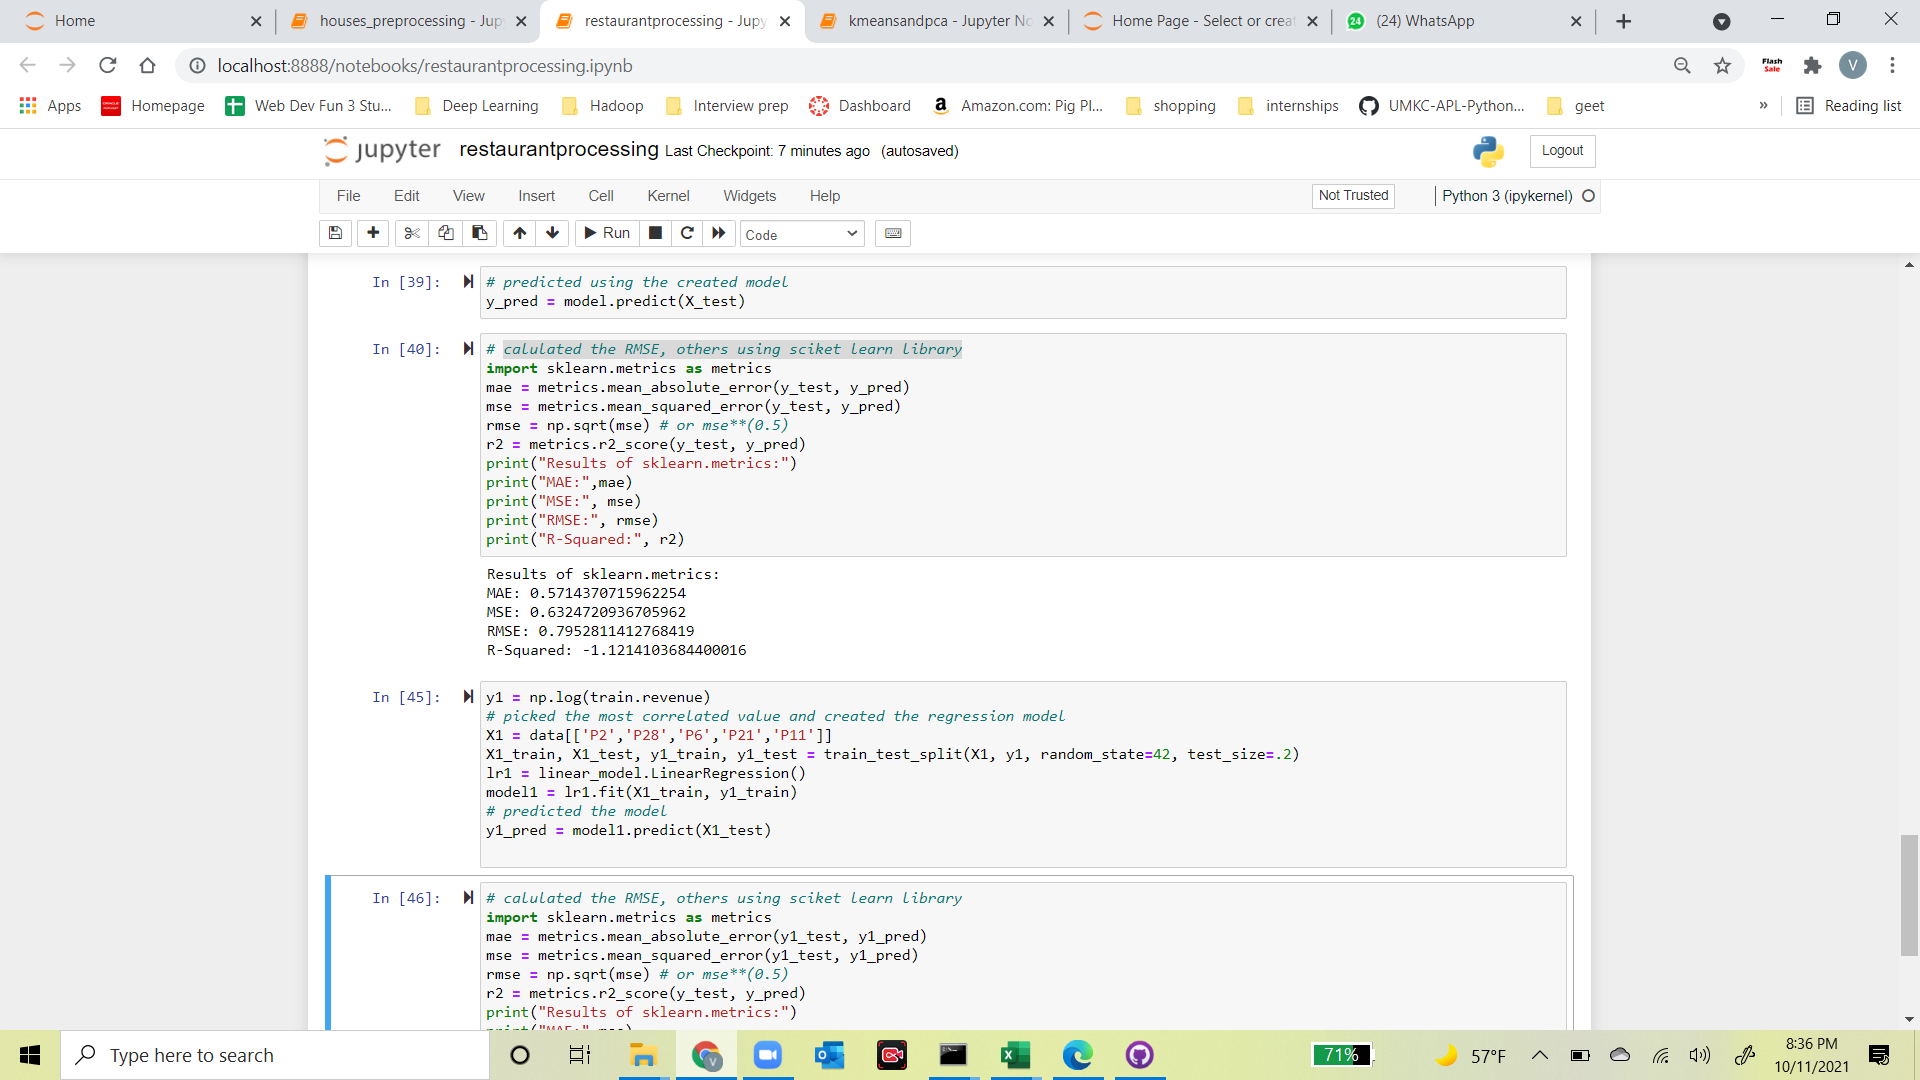 Home
houses_preprocessing - Jup
restaurantprocessing - Jupy
kmeansandpca - Jupyter No
Home Page - Select or creat
24 (24) WhatsApp
localhost:8888/notebooks/restaurantprocessing.ipynb
Flash Sale
V
Apps
Homepage
Web Dev Fun 3 Stu...
Deep Learning
Hadoop
Interview prep
Dashboard
a Amazon.com: Pig Pl...
shopping
internships
UMKC-APL-Python...
geet
»
Reading list
jupyter restaurantprocessing Last Checkpoint: 7 minutes ago (autosaved)
Logout
File Edit View Insert Cell Kernel Widgets Help
Not Trusted
Python 3 (ipykernel)
Run
Code
In [39]:
# predicted using the created model
y_pred = model.predict(X_test)
In [40]:
# calulated the RMSE, others using sciket learn library
import sklearn.metrics as metrics
mae = metrics.mean_absolute_error(y_test, y_pred)
mse = metrics.mean_squared_error(y_test, y_pred)
rmse = np.sqrt(mse) # or mse**(0.5)
r2 = metrics.r2_score(y_test, y_pred)
print("Results of sklearn.metrics:")
print("MAE:",mae)
print("MSE:", mse)
print("RMSE:", rmse)
print("R-Squared:", r2)
Results of sklearn.metrics:
MAE: 0.5714370715962254
MSE: 0.6324720936705962
RMSE: 0.7952811412768419
R-Squared: -1.1214103684400016
In [45]:
y1 = np.log(train.revenue)
# picked the most correlated value and created the regression model
X1 = data[['P2','P28','P6','P21','P11']]
X1_train, X1_test, y1_train, y1_test = train_test_split(X1, y1, random_state=42, test_size=.2)
lr1 = linear_model.LinearRegression()
model1 = lr1.fit(X1_train, y1_train)
# predicted the model
y1_pred = model1.predict(X1_test)
In [46]:
# calulated the RMSE, others using sciket learn library
import sklearn.metrics as metrics
mae = metrics.mean_absolute_error(y1_test, y1_pred)
mse = metrics.mean_squared_error(y1_test, y1_pred)
rmse = np.sqrt(mse) # or mse**(0.5)
r2 = metrics.r2_score(y_test, y_pred)
print("Results of sklearn.metrics:")
print("MAE:",mae)
Type here to search
71%
57°F
8:36 PM
10/11/2021